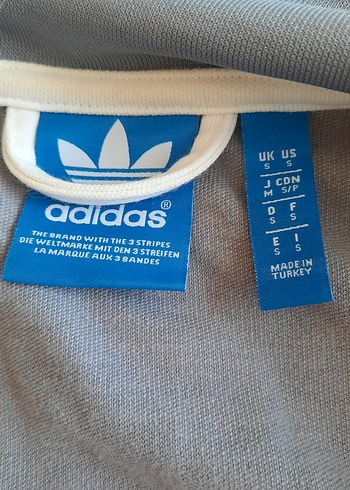 adidas®
THE BRAND WITH THE 3 STRIPES
DIE WELTMARKE MIT DEN 3 STREIFEN
LA MARQUE AUX 3 BANDES
UK US
S S
J CDN
M S/P
D F
S S
E I
S S
MADE IN
TURKEY